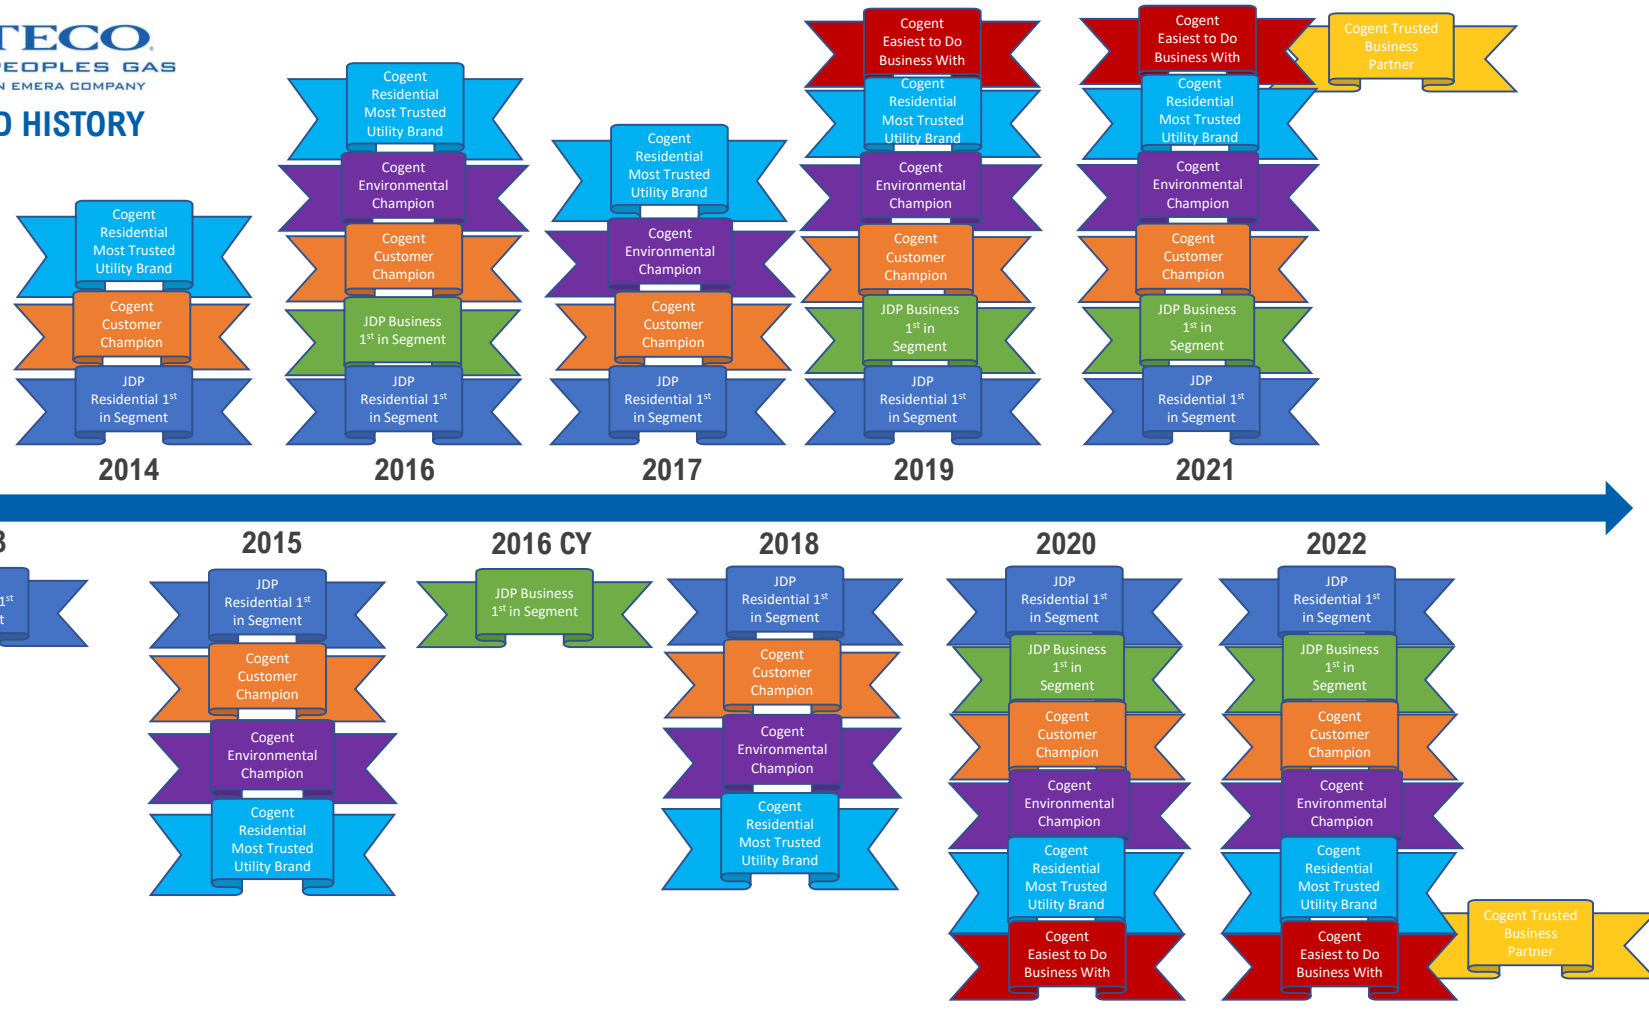 TECO
PEOPLES GAS
N EMERA COMPANY
D HISTORY
Cogent
Residential
Most Trusted
Utility Brand
Cogent
Customer
Champion
JDP
Residential 1st
in Segment
2014
Cogent
Residential
Most Trusted
Utility Brand
Cogent
Environmental
Champion
Cogent
Customer
Champion
JDP Business
1st in Segment
JDP
Residential 1st
in Segment
2016
Cogent
Residential
Most Trusted
Utility Brand
Cogent
Environmental
Champion
Cogent
Customer
Champion
JDP
Residential 1st
in Segment
2017
Cogent
Easiest to Do
Business With
Cogent
Residential
Most Trusted
Utility Brand
Cogent
Environmental
Champion
Cogent
Customer
Champion
JDP Business
1st in
Segment
JDP
Residential 1st
in Segment
2019
Cogent
Easiest to Do
Business With
Cogent Trusted
Business
Partner
Cogent
Residential
Most Trusted
Utility Brand
Cogent
Environmental
Champion
Cogent
Customer
Champion
JDP Business
1st in
Segment
JDP
Residential 1st
in Segment
2021
3
1st
t
2015
JDP
Residential 1st
in Segment
Cogent
Customer
Champion
Cogent
Environmental
Champion
Cogent
Residential
Most Trusted
Utility Brand
2016 CY
JDP Business
1st in Segment
2018
JDP
Residential 1st
in Segment
Cogent
Customer
Champion
Cogent
Environmental
Champion
Cogent
Residential
Most Trusted
Utility Brand
2020
JDP
Residential 1st
in Segment
JDP Business
1st in
Segment
Cogent
Customer
Champion
Cogent
Environmental
Champion
Cogent
Residential
Most Trusted
Utility Brand
Cogent
Easiest to Do
Business With
2022
JDP
Residential 1st
in Segment
JDP Business
1st in
Segment
Cogent
Customer
Champion
Cogent
Environmental
Champion
Cogent
Residential
Most Trusted
Utility Brand
Cogent
Easiest to Do
Business With
Cogent Trusted
Business
Partner